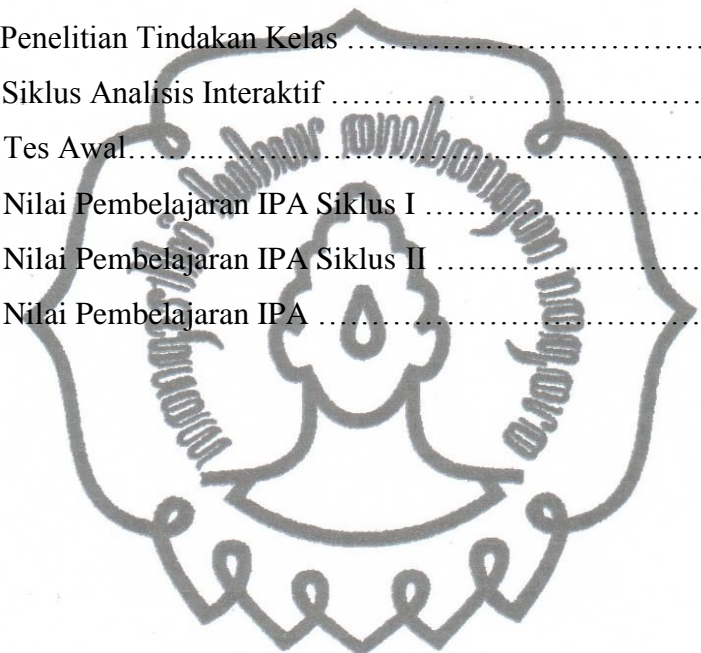 Penelitian Tindakan Kelas ……………………………
Siklus Analisis Interaktif ………………………………
Tes Awal……………………………………………………
Nilai Pembelajaran IPA Siklus I ………………………
Nilai Pembelajaran IPA Siklus II ……………………
Nilai Pembelajaran IPA …………………………………